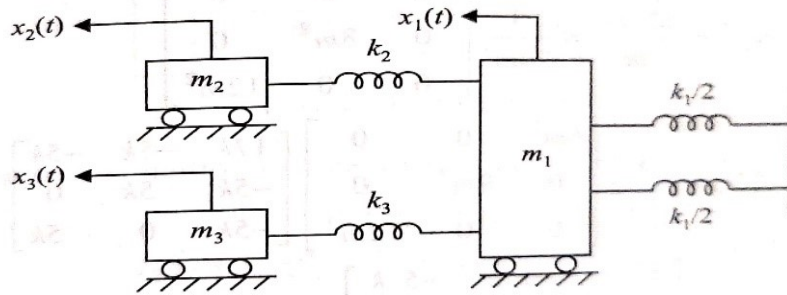 x₂(t)
x₁(t)
k₂
m₂
k₁/2
m₁
x₃(t)
k₃
k₁/2
m₃